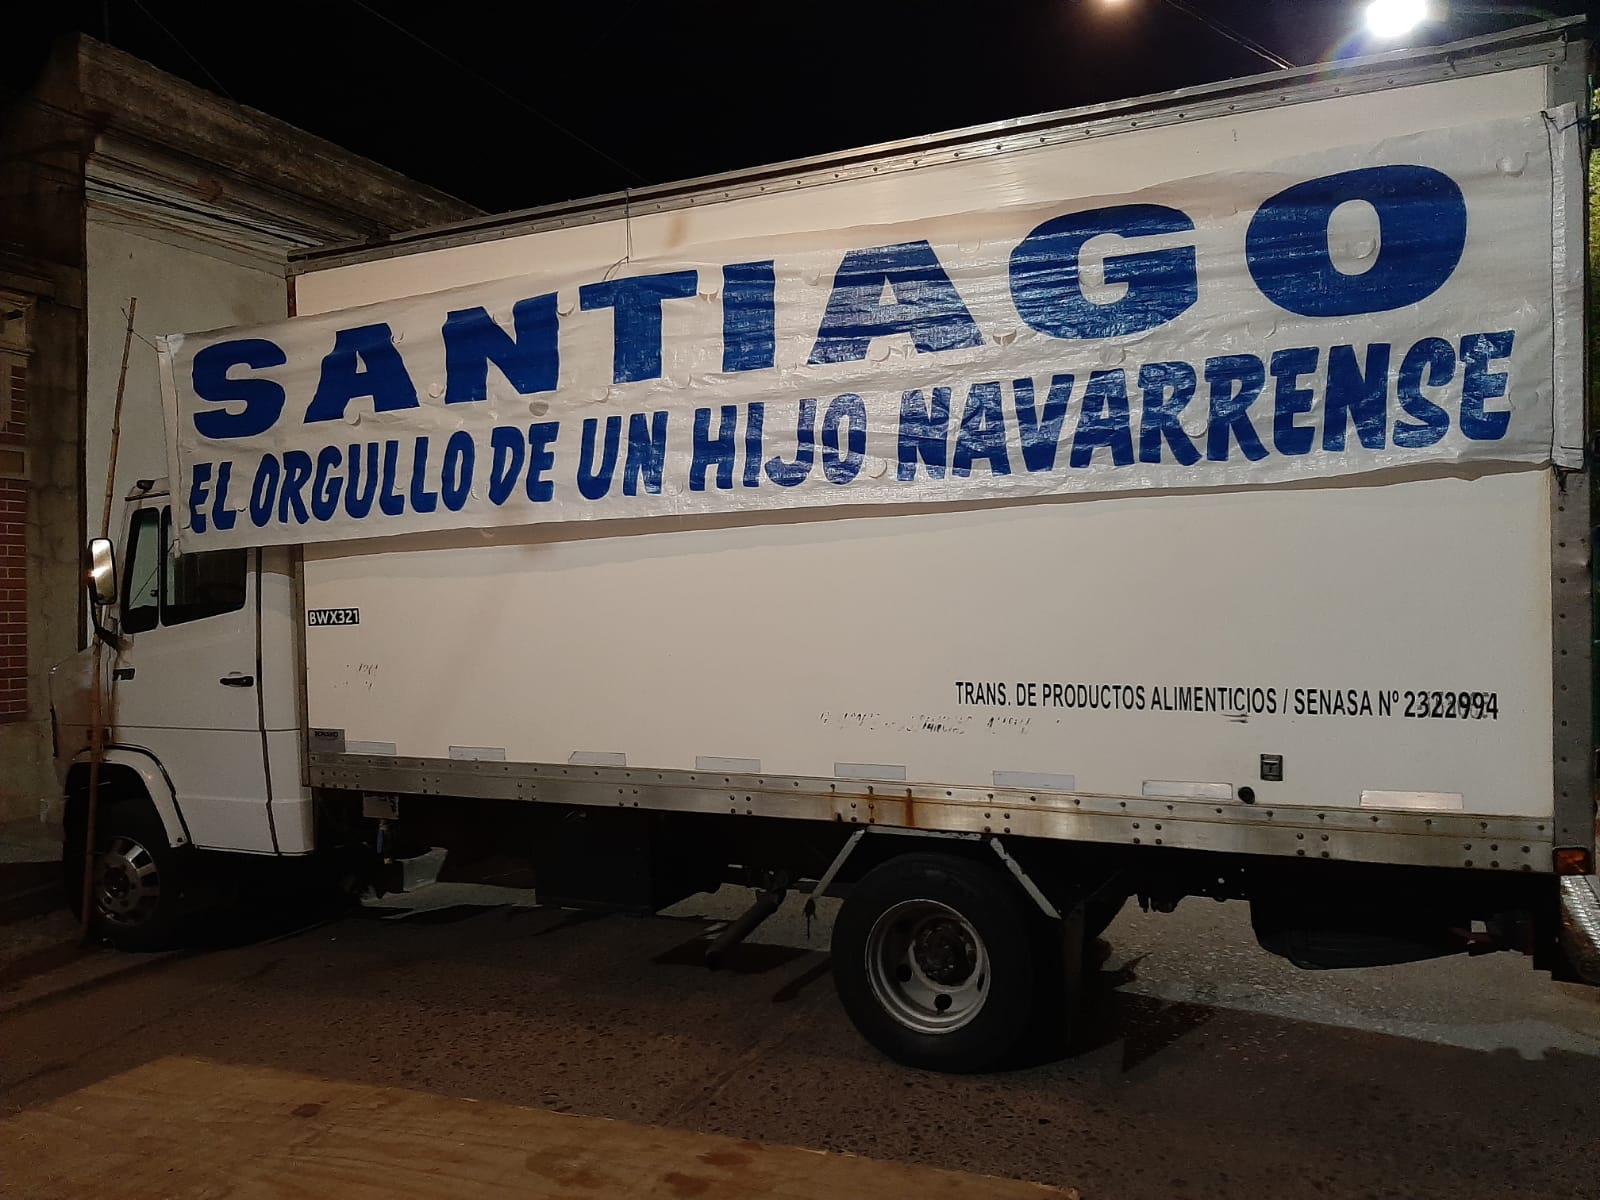 SANTIAGO
EL ORGULLO DE UN HIJO NAVARRENSE
BWX321
TRANS. DE PRODUCTOS ALIMENTICIOS / SENASA Nº 2322994